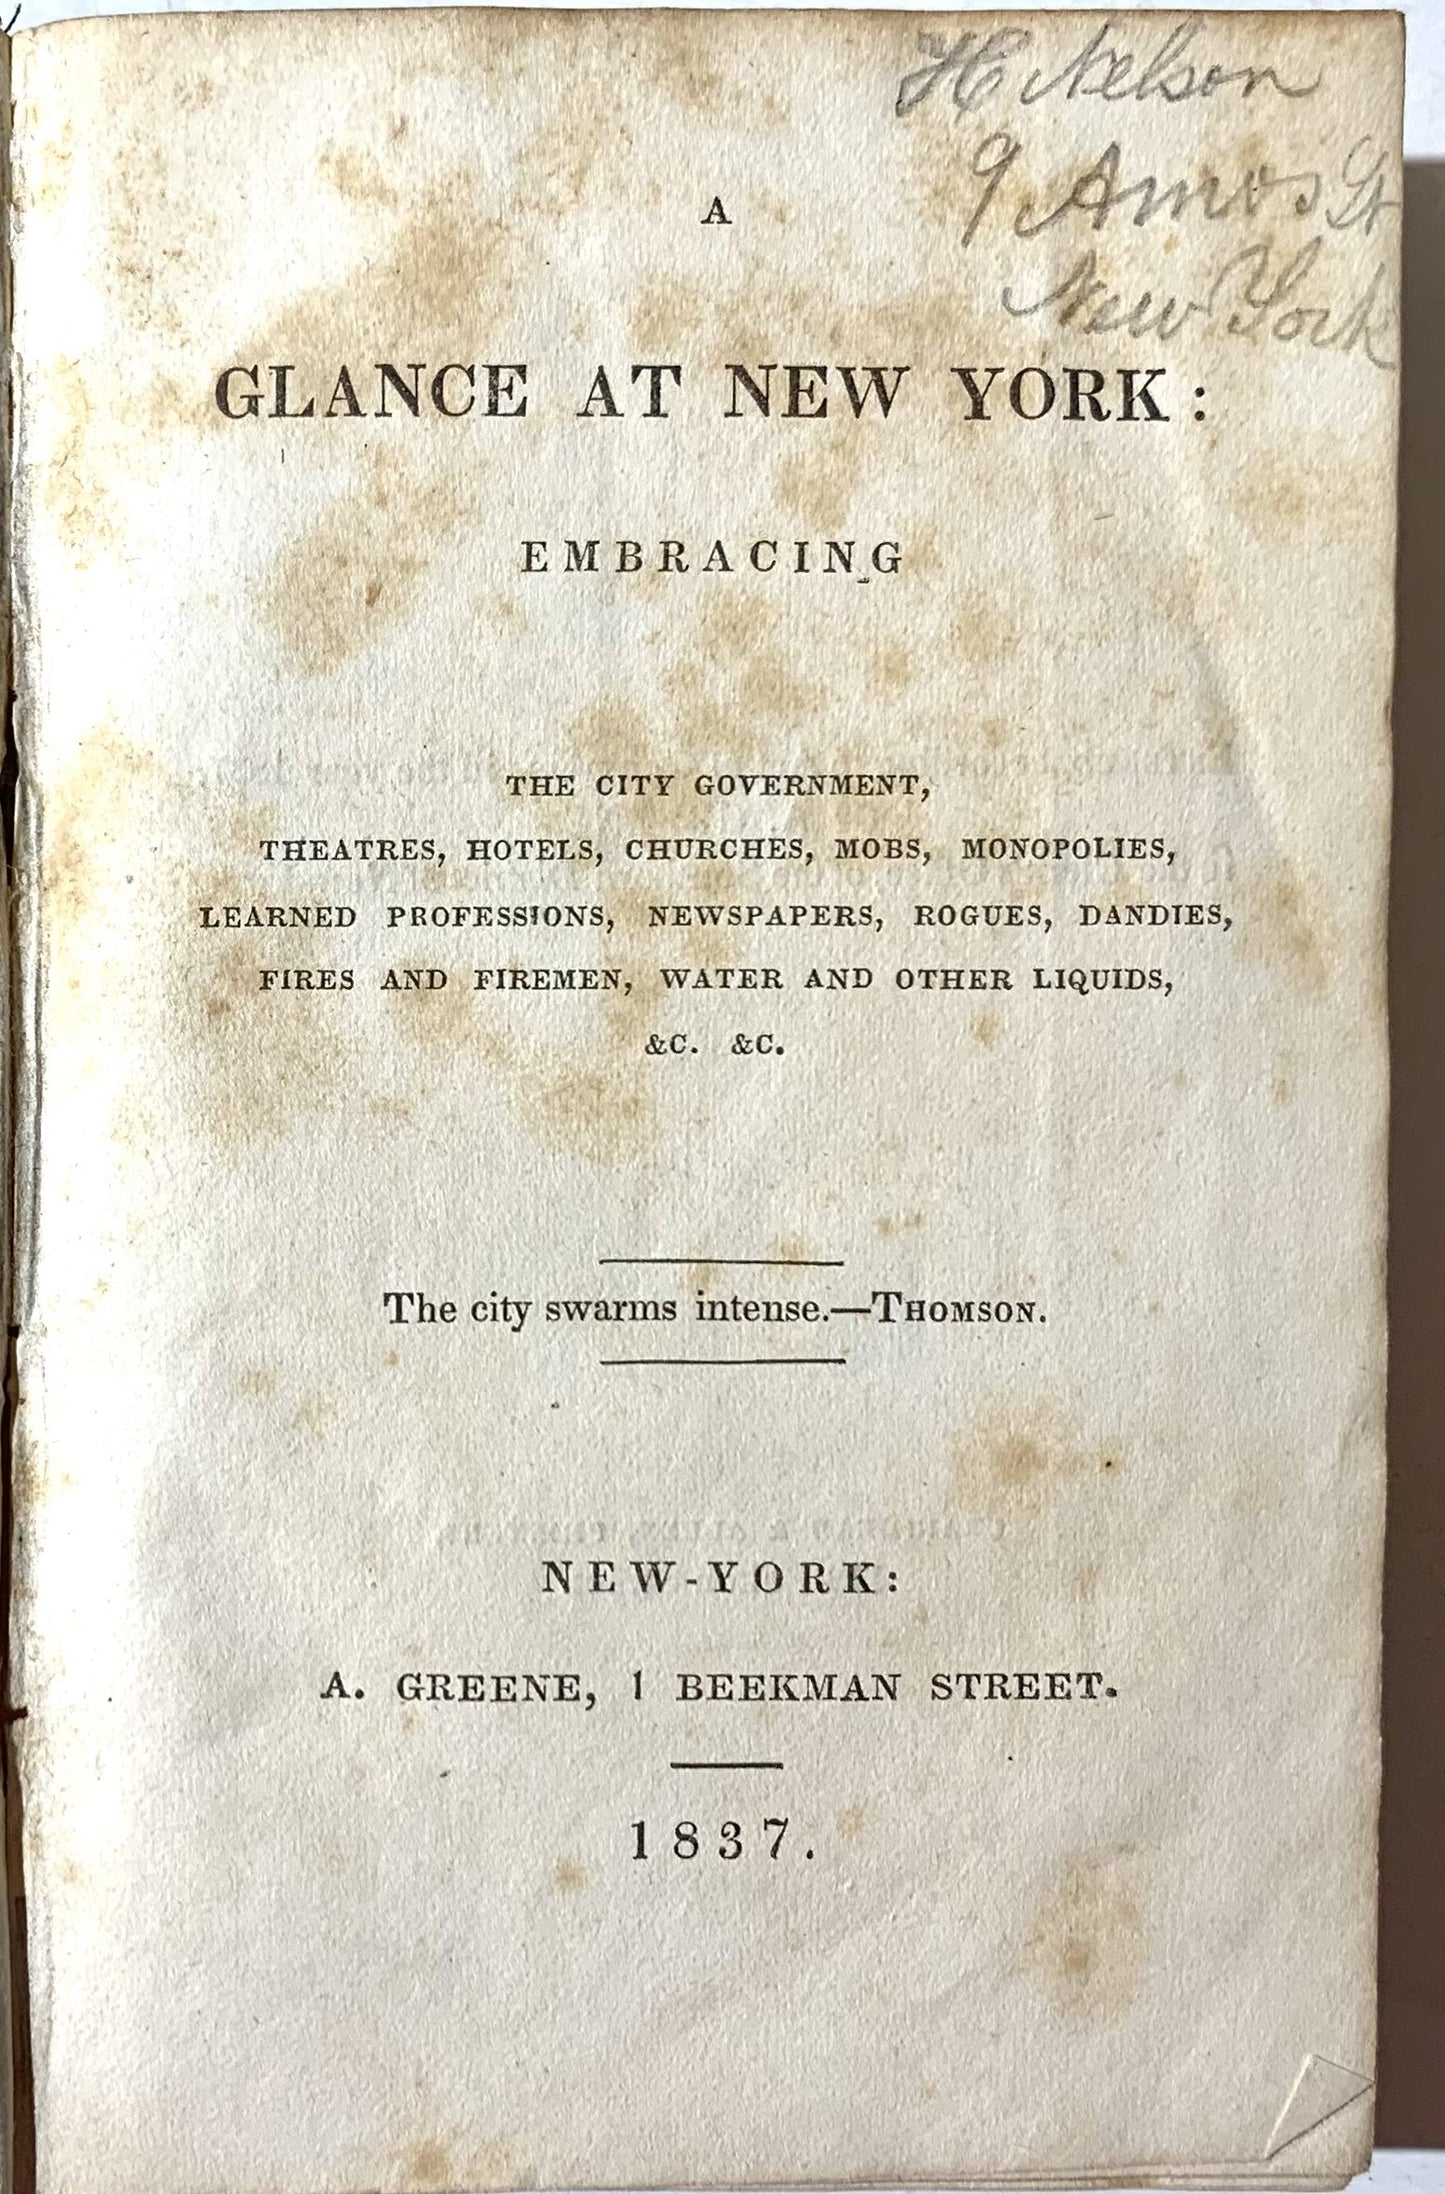 H Nelson
9 Amos St
New York
A
GLANCE AT NEW YORK:
EMBRACING
THE CITY GOVERNMENT,
THEATRES, HOTELS, CHURCHES, MOBS, MONOPOLIES,
LEARNED PROFESSIONS, NEWSPAPERS, ROGUES, DANDIES,
FIRES AND FIREMEN, WATER AND OTHER LIQUIDS,
&C. &C.
The city swarms intense.—THOMSON.
NEW-YORK:
A. GREENE, 1 BEEKMAN STREET.
1837.